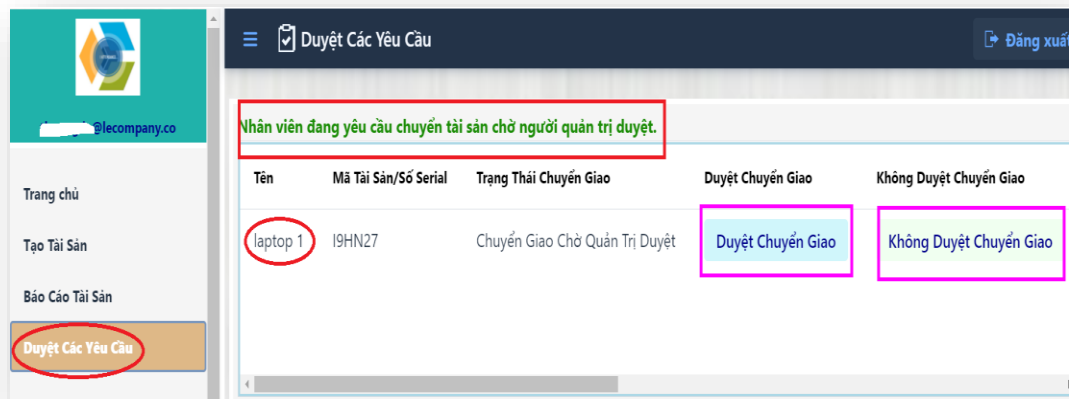 Duyệt Các Yêu Cầu
Đăng xuất
@lecompany.co
Trang chủ
Tạo Tài Sản
Báo Cáo Tài Sản
Duyệt Các Yêu Cầu
Nhân viên đang yêu cầu chuyển tài sản chờ người quản trị duyệt.
Tên Mã Tài Sản/Số Serial Trạng Thái Chuyển Giao Duyệt Chuyển Giao Không Duyệt Chuyển Giao
laptop 1 I9HN27 Chuyển Giao Chờ Quản Trị Duyệt Duyệt Chuyển Giao Không Duyệt Chuyển Giao